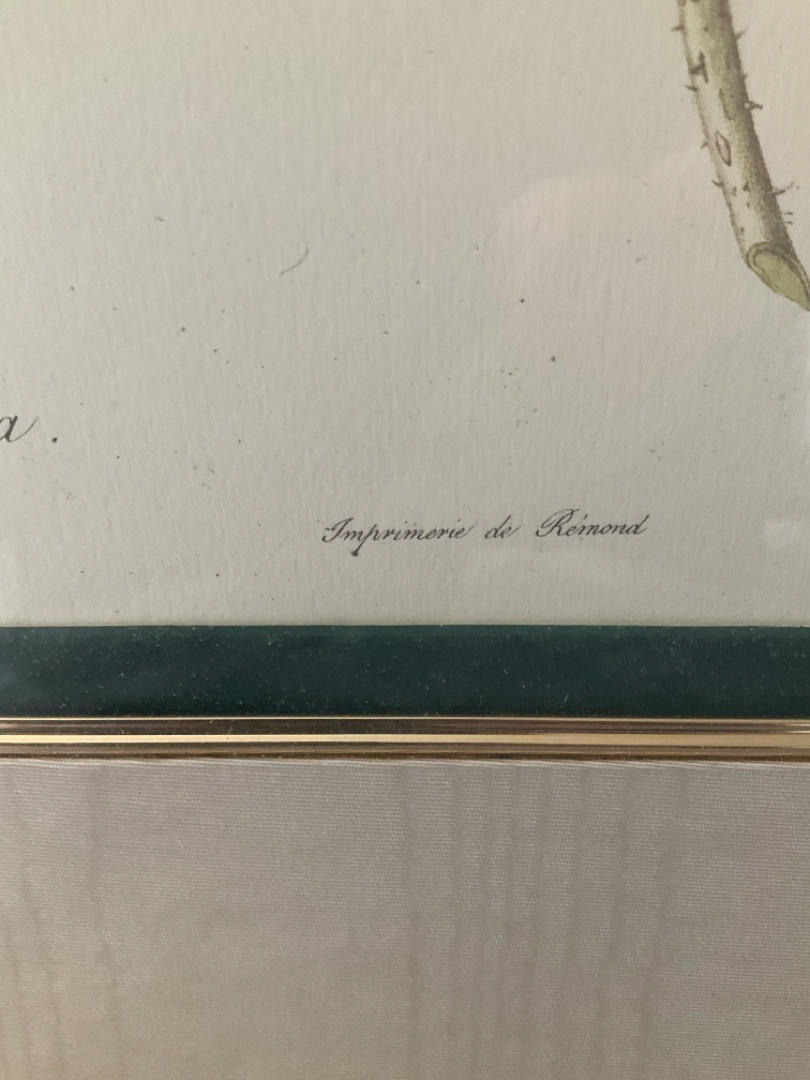 a.
Imprimerie de Rémond